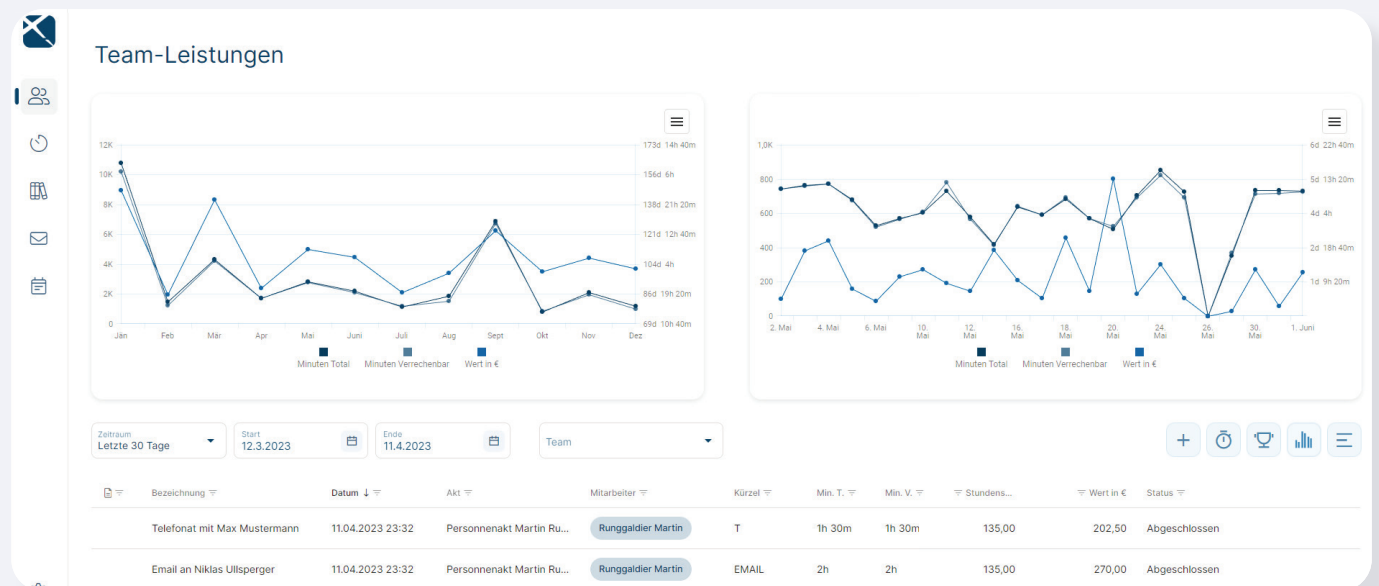 Team-Leistungen
12K
10K
8K
6K
4K
2K
0
173d 14h 40m
156d 6h
138d 21h 20m
121d 12h 40m
104d 4h
86d 19h 20m
69d 10h 40m
Jän Feb Mär Apr Mai Juni Juli Aug Sept Okt Nov Dez
Minuten Total Minuten Verrechenbar Wert in €
1,0K
800
600
400
200
0
6d 22h 40m
5d 13h 20m
4d 4h
2d 18h 40m
1d 9h 20m
2. Mai 4. Mai 6. Mai 10. Mai 12. Mai 16. Mai 18. Mai 20. Mai 24. Mai 26. Mai 30. Mai 1. Juni
Minuten Total Minuten Verrechenbar Wert in €
Zeitraum
Letzte 30 Tage
Start
12.3.2023
Ende
11.4.2023
Team
Bezeichnung Datum Akt Mitarbeiter Kürzel Min. T. Min. V. Stundens... Wert in € Status
Telefonat mit Max Mustermann 11.04.2023 23:32 Personnenakt Martin Ru... Runggaldier Martin T 1h 30m 1h 30m 135,00 202,50 Abgeschlossen
Email an Niklas Ullsperger 11.04.2023 23:32 Personnenakt Martin Ru... Runggaldier Martin EMAIL 2h 2h 135,00 270,00 Abgeschlossen